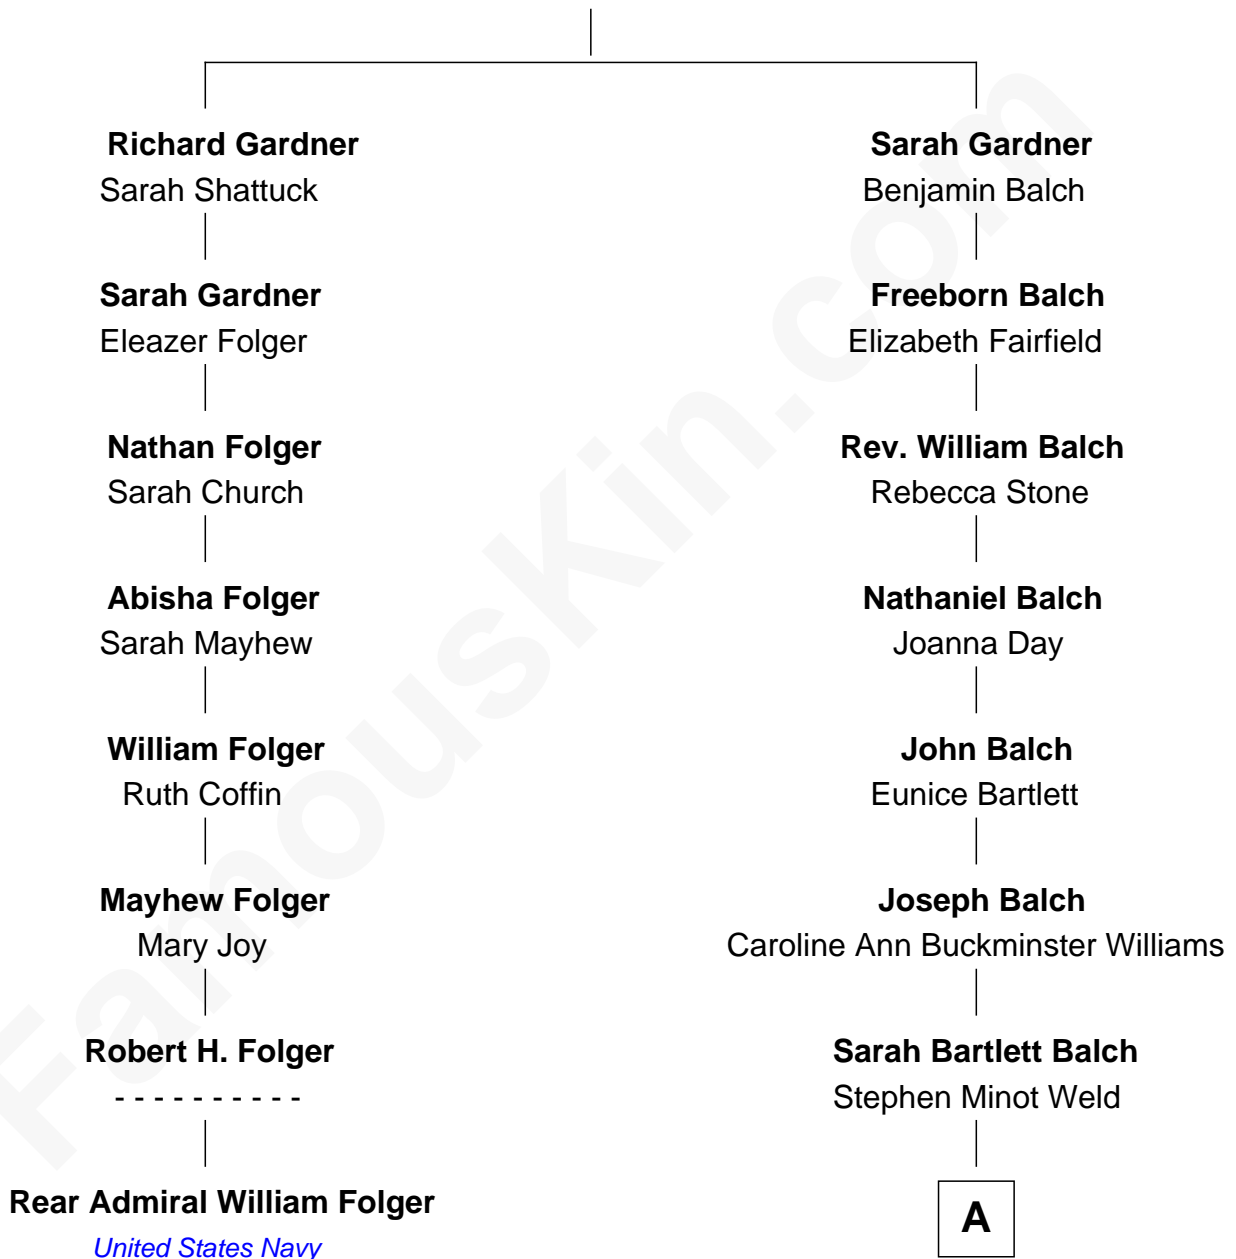 Richard Gardner
Sarah Shattuck
Sarah Gardner
Eleazer Folger
Nathan Folger
Sarah Church
Abisha Folger
Sarah Mayhew
William Folger
Ruth Coffin
Mayhew Folger
Mary Joy
Robert H. Folger
- - - - - - - - - -
Rear Admiral William Folger
United States Navy
Sarah Gardner
Benjamin Balch
Freeborn Balch
Elizabeth Fairfield
Rev. William Balch
Rebecca Stone
Nathaniel Balch
Joanna Day
John Balch
Eunice Bartlett
Joseph Balch
Caroline Ann Buckminster Williams
Sarah Bartlett Balch
Stephen Minot Weld
A
FamousKin.com